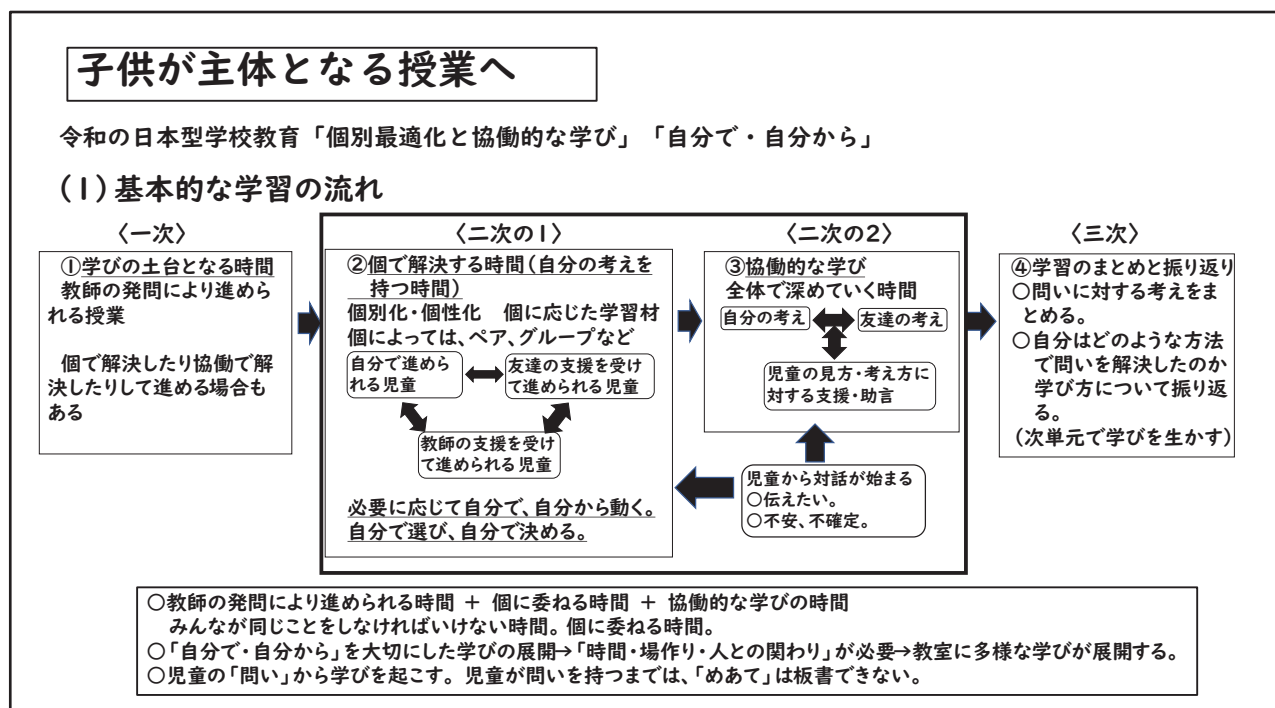 子供が主体となる授業へ
令和の日本型学校教育「個別最適化と協働的な学び」「自分で・自分から」
(1)基本的な学習の流れ
〈一次〉
①学びの土台となる時間
教師の発問により進めら
れる授業
個で解決したり協働で解
決したりして進める場合も
ある
〈二次の1〉
②個で解決する時間(自分の考えを
持つ時間)
個別化・個性化 個に応じた学習材
個によっては、ペア、グループなど
自分で進めら
れる児童
友達の支援を受け
て進められる児童
教師の支援を受け
て進められる児童
必要に応じて自分で、自分から動く。
自分で選び、自分で決める。
〈二次の2〉
③協働的な学び
全体で深めていく時間
自分の考え
友達の考え
児童の見方・考え方に
対する支援・助言
児童から対話が始まる
○伝えたい。
○不安、不確定。
〈三次〉
④学習のまとめと振り返り
○問いに対する考えをま
とめる。
○自分はどのような方法
で問いを解決したのか
学び方について振り返
る。
(次単元で学びを生かす)
○教師の発問により進められる時間 + 個に委ねる時間 + 協働的な学びの時間
みんなが同じことをしなければいけない時間。個に委ねる時間。
○「自分で・自分から」を大切にした学びの展開→「時間・場作り・人との関わり」が必要→教室に多様な学びが展開する。
○児童の「問い」から学びを起こす。児童が問いを持つまでは、「めあて」は板書できない。